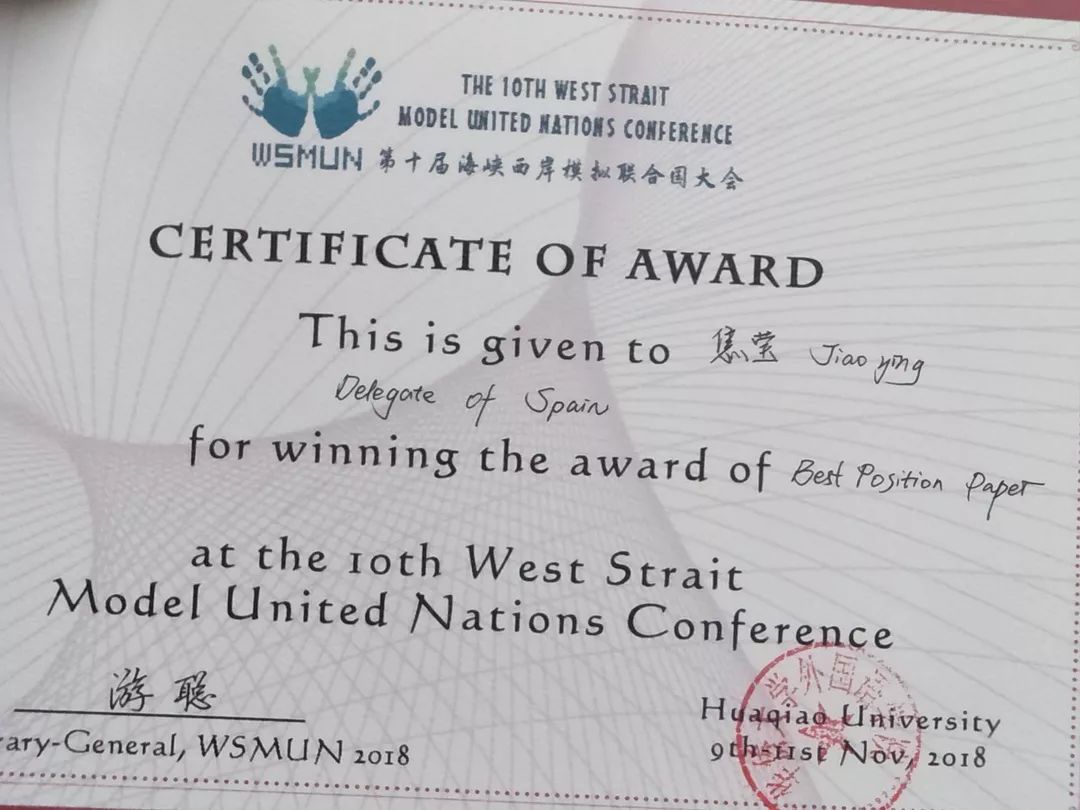 THE 10TH WEST STRAIT
MODEL UNITED NATIONS CONFERENCE
WSMUN 第十届海峡西岸模拟联合国大会
CERTIFICATE OF AWARD
This is given to 焦莹 Jiao ying
Delegate of Spain
for winning the award of Best Position Paper
at the 10th West Strait
Model United Nations Conference
游聪
ary-General, WSMUN 2018
Huaqiao University
9th-11st Nov, 2018
学外国